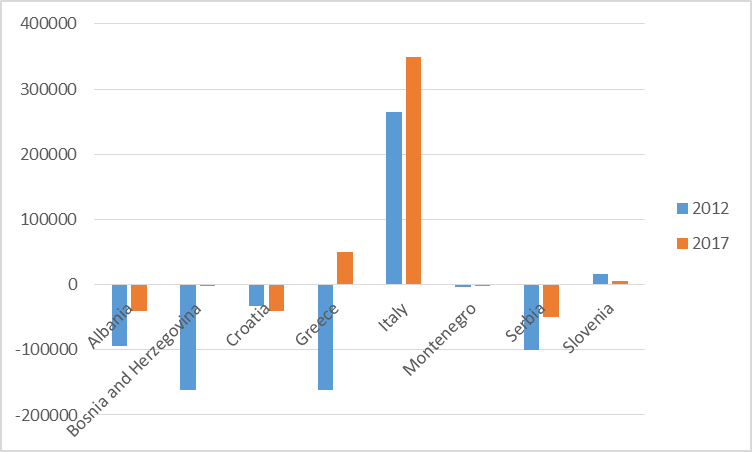 400000
300000
200000
100000
0
-100000
-200000
Albania
Bosnia and Herzegovina
Croatia
Greece
Italy
Montenegro
Serbia
Slovenia
2012
2017